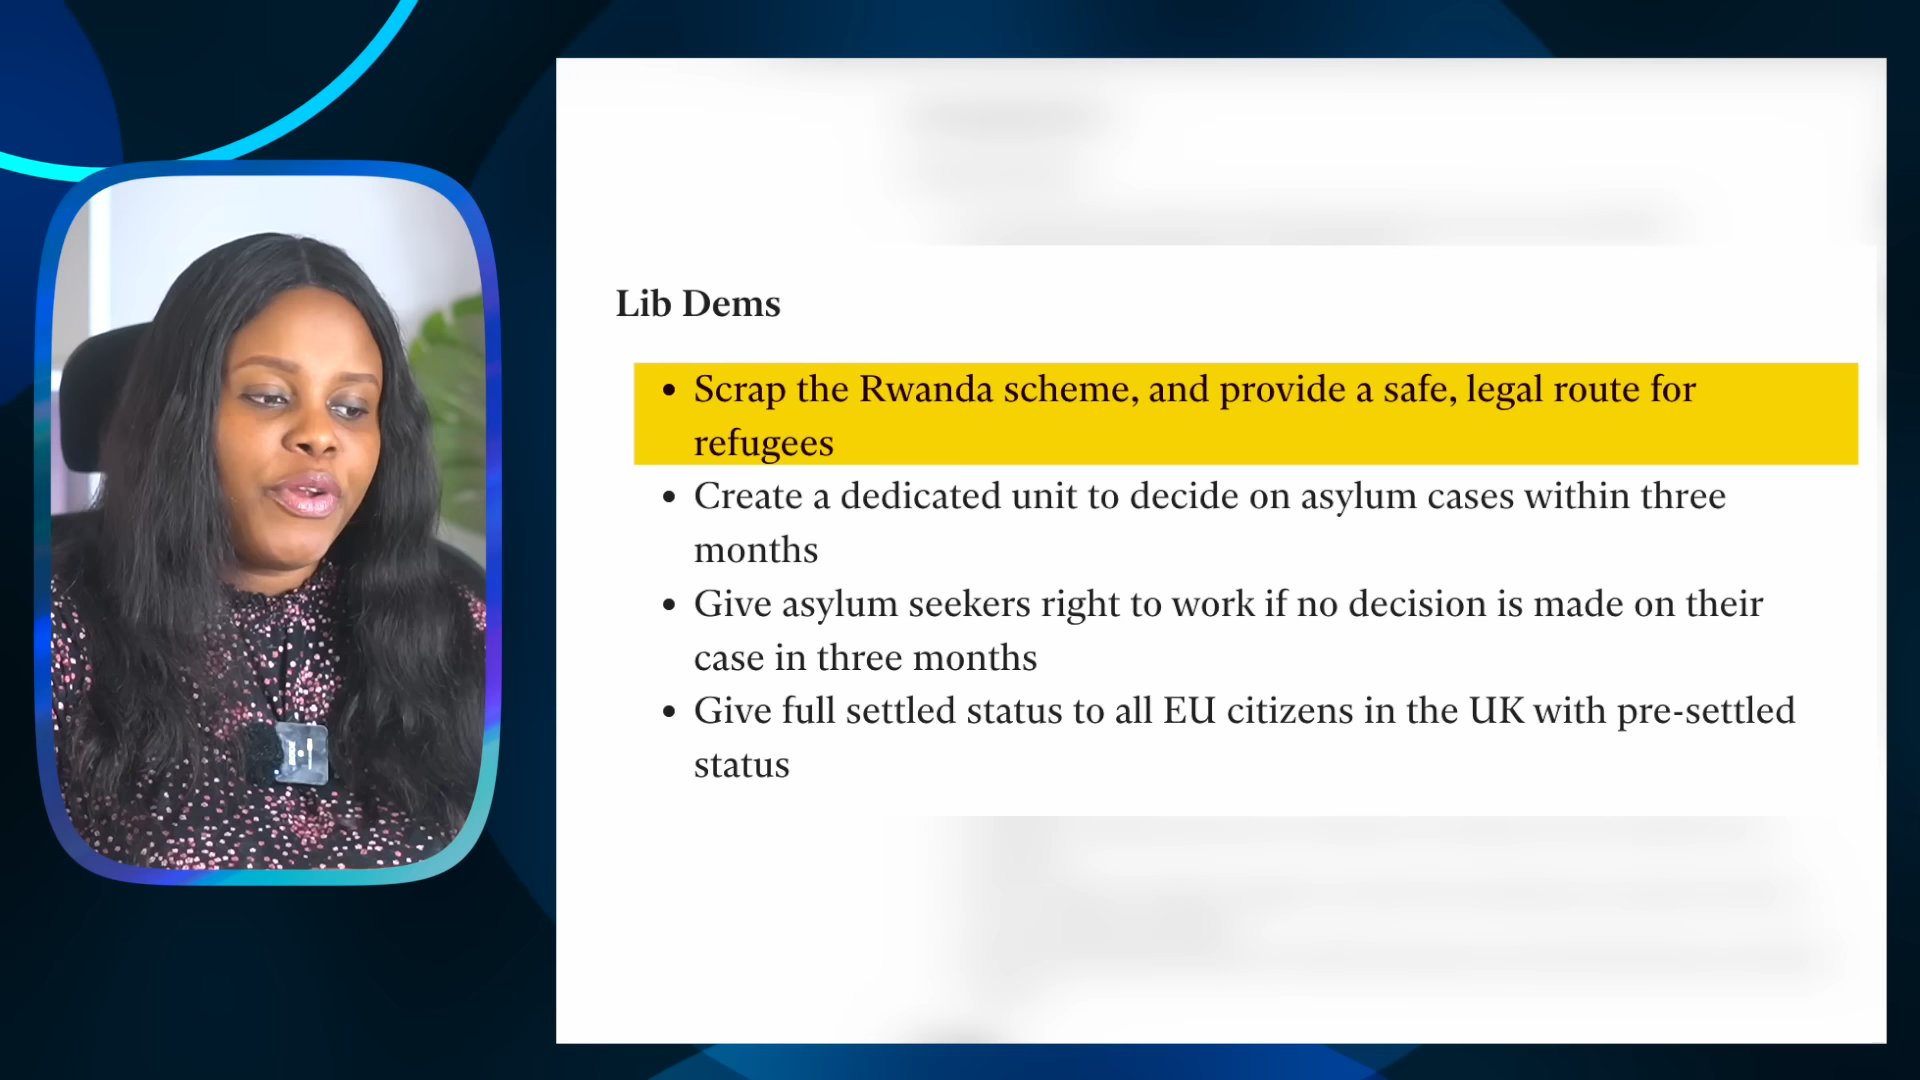 Lib Dems
• Scrap the Rwanda scheme, and provide a safe, legal route for
refugees
• Create a dedicated unit to decide on asylum cases within three
months
• Give asylum seekers right to work if no decision is made on their
case in three months
• Give full settled status to all EU citizens in the UK with pre-settled
status